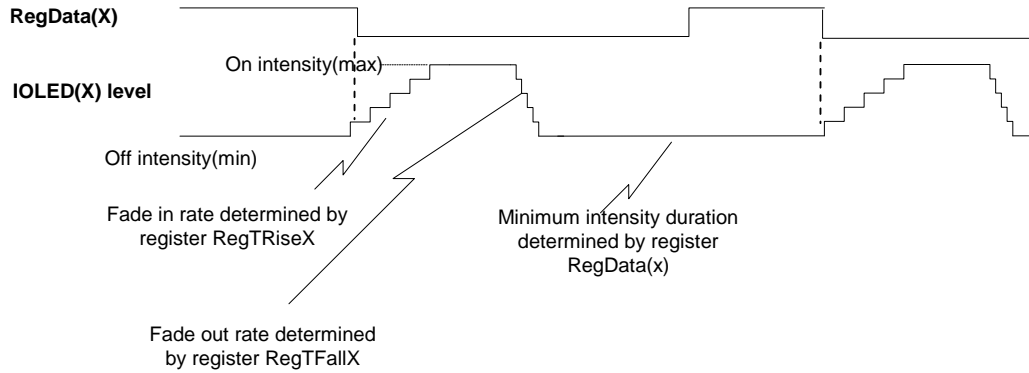 RegData(X)
On intensity(max)
IOLED(X) level
Off intensity(min)
Fade in rate determined by
register RegTRiseX
Minimum intensity duration
determined by register
RegData(x)
Fade out rate determined
by register RegTFallX